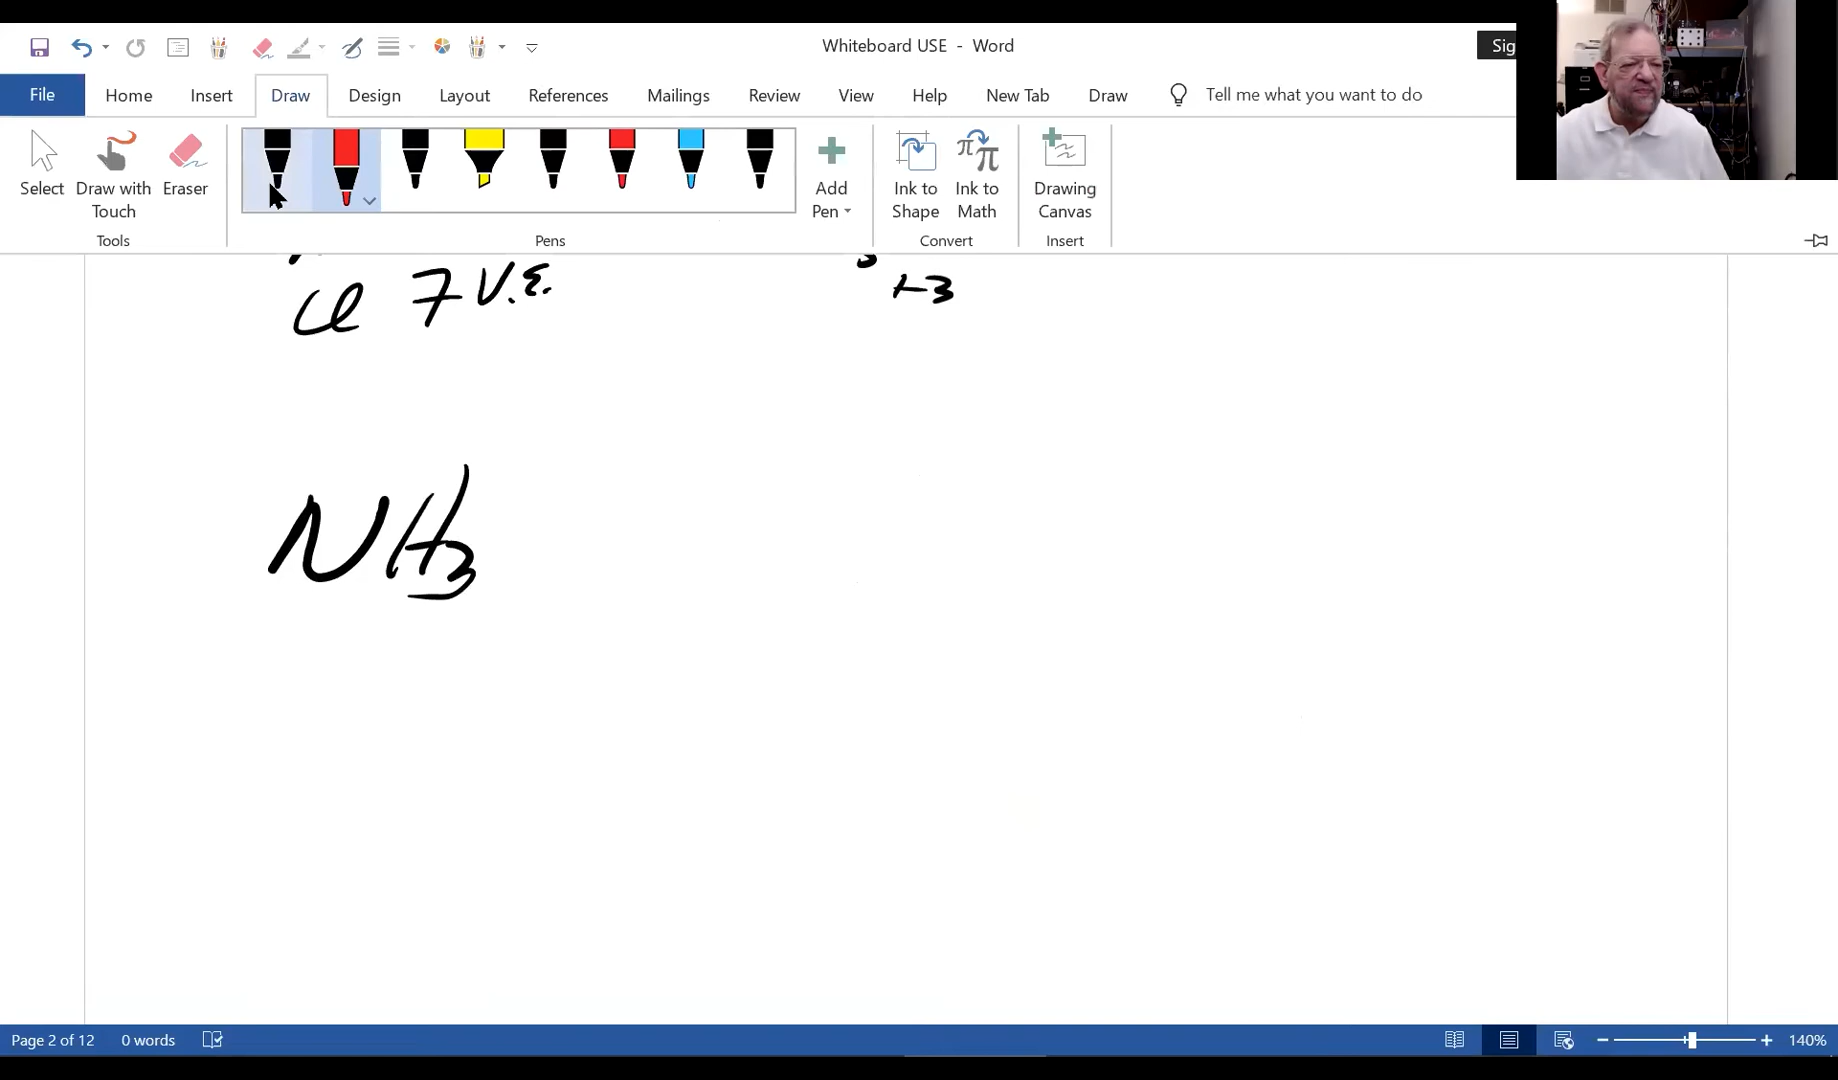 Whiteboard USE - Word
Sig
File Home Insert Draw Design Layout References Mailings Review View Help New Tab Draw Tell me what you want to do
Select Draw with Touch Eraser Add Pen Ink to Shape Ink to Math Drawing Canvas
Tools Pens Convert Insert
Cl 7 V.E. +3
NH3
Page 2 of 12 0 words 140%